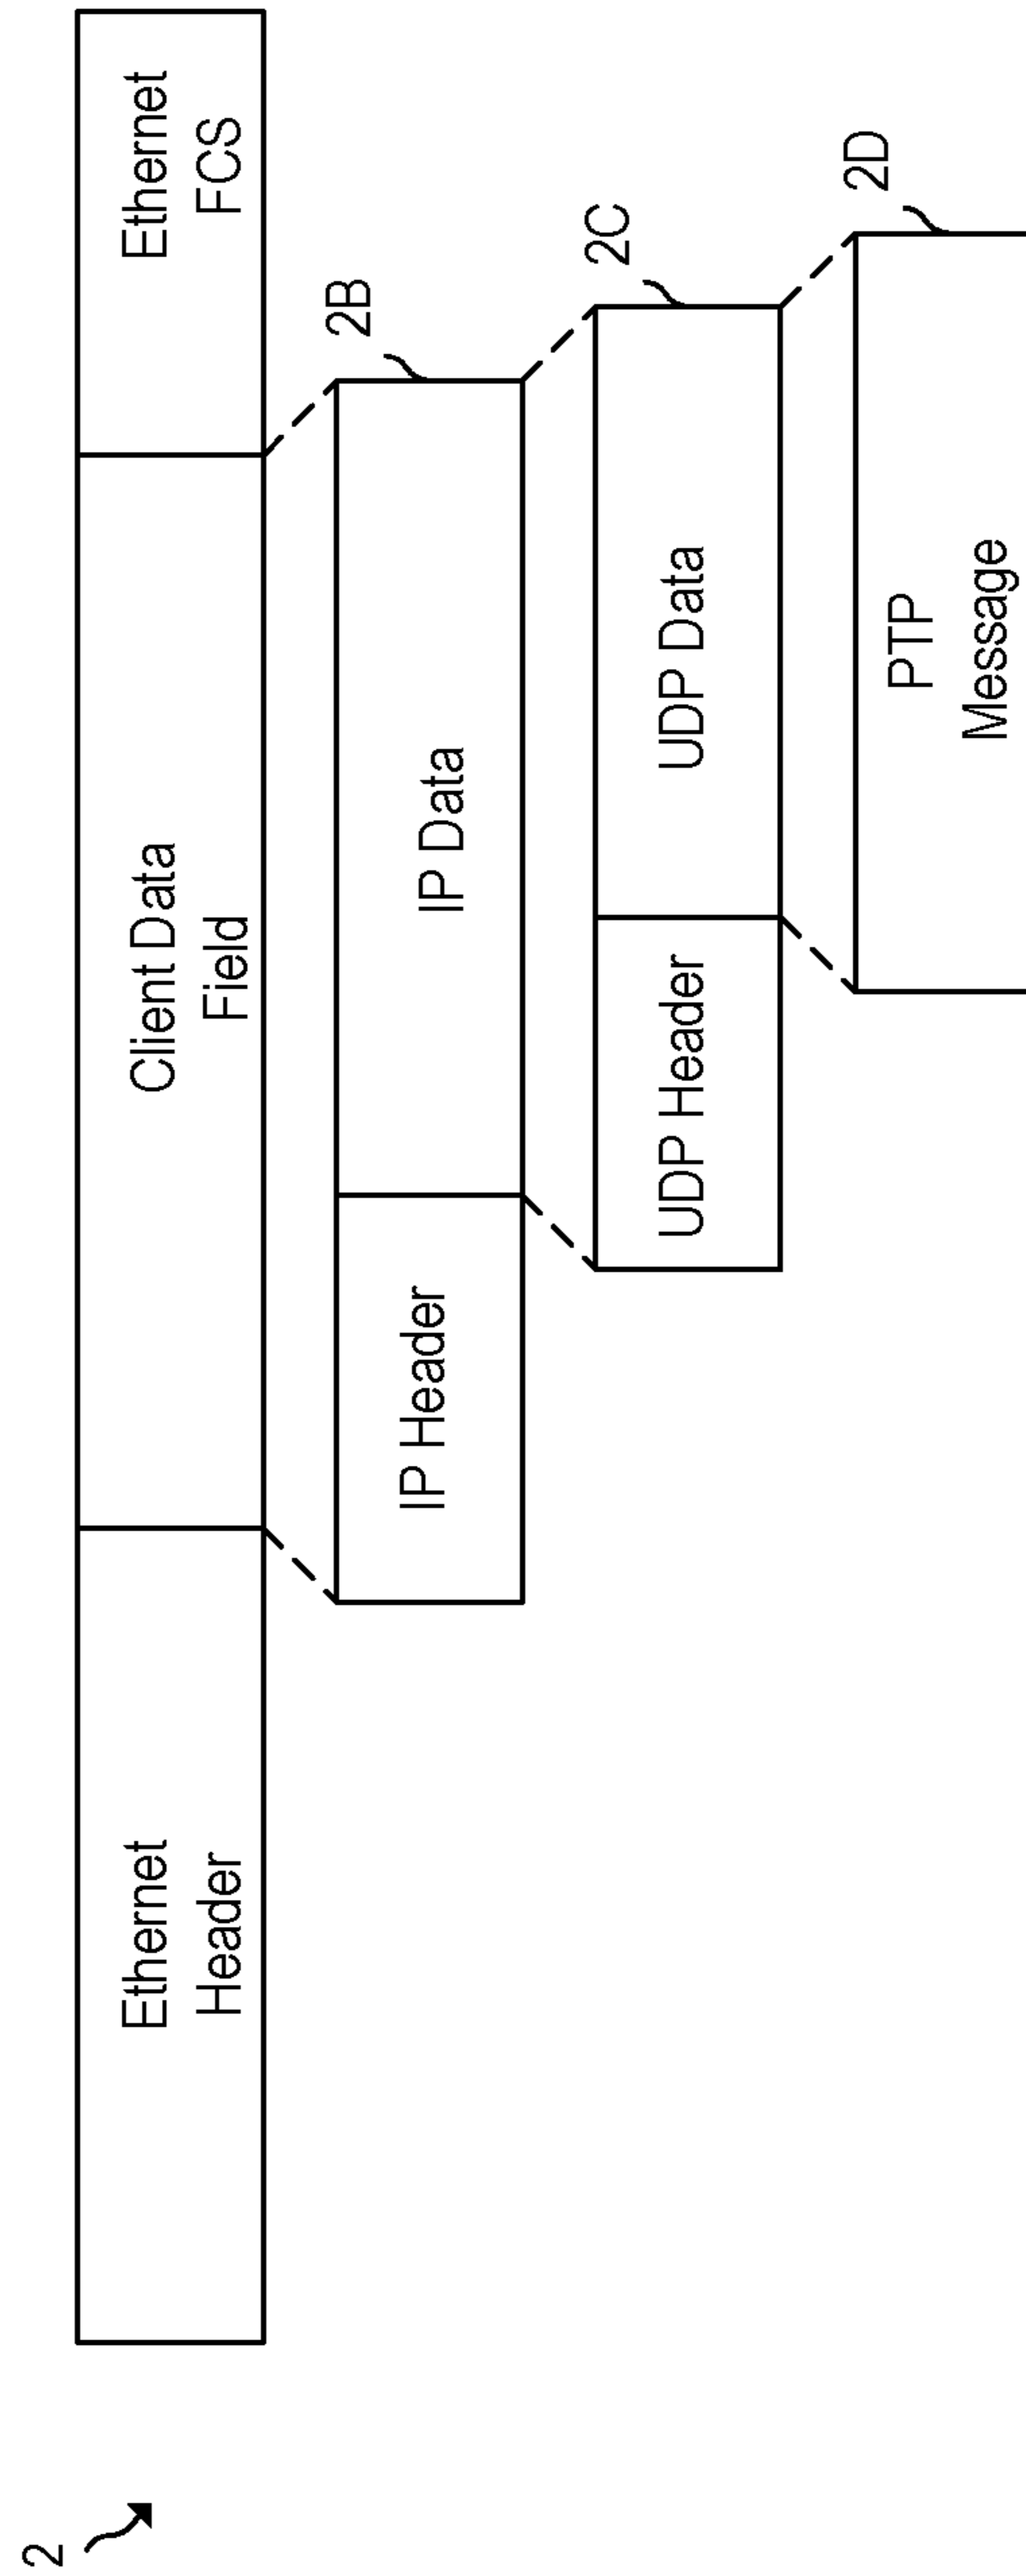 2
Ethernet
Header
Client Data
Field
Ethernet
FCS
2B
IP Header
IP Data
2C
UDP Header
UDP Data
2D
PTP
Message